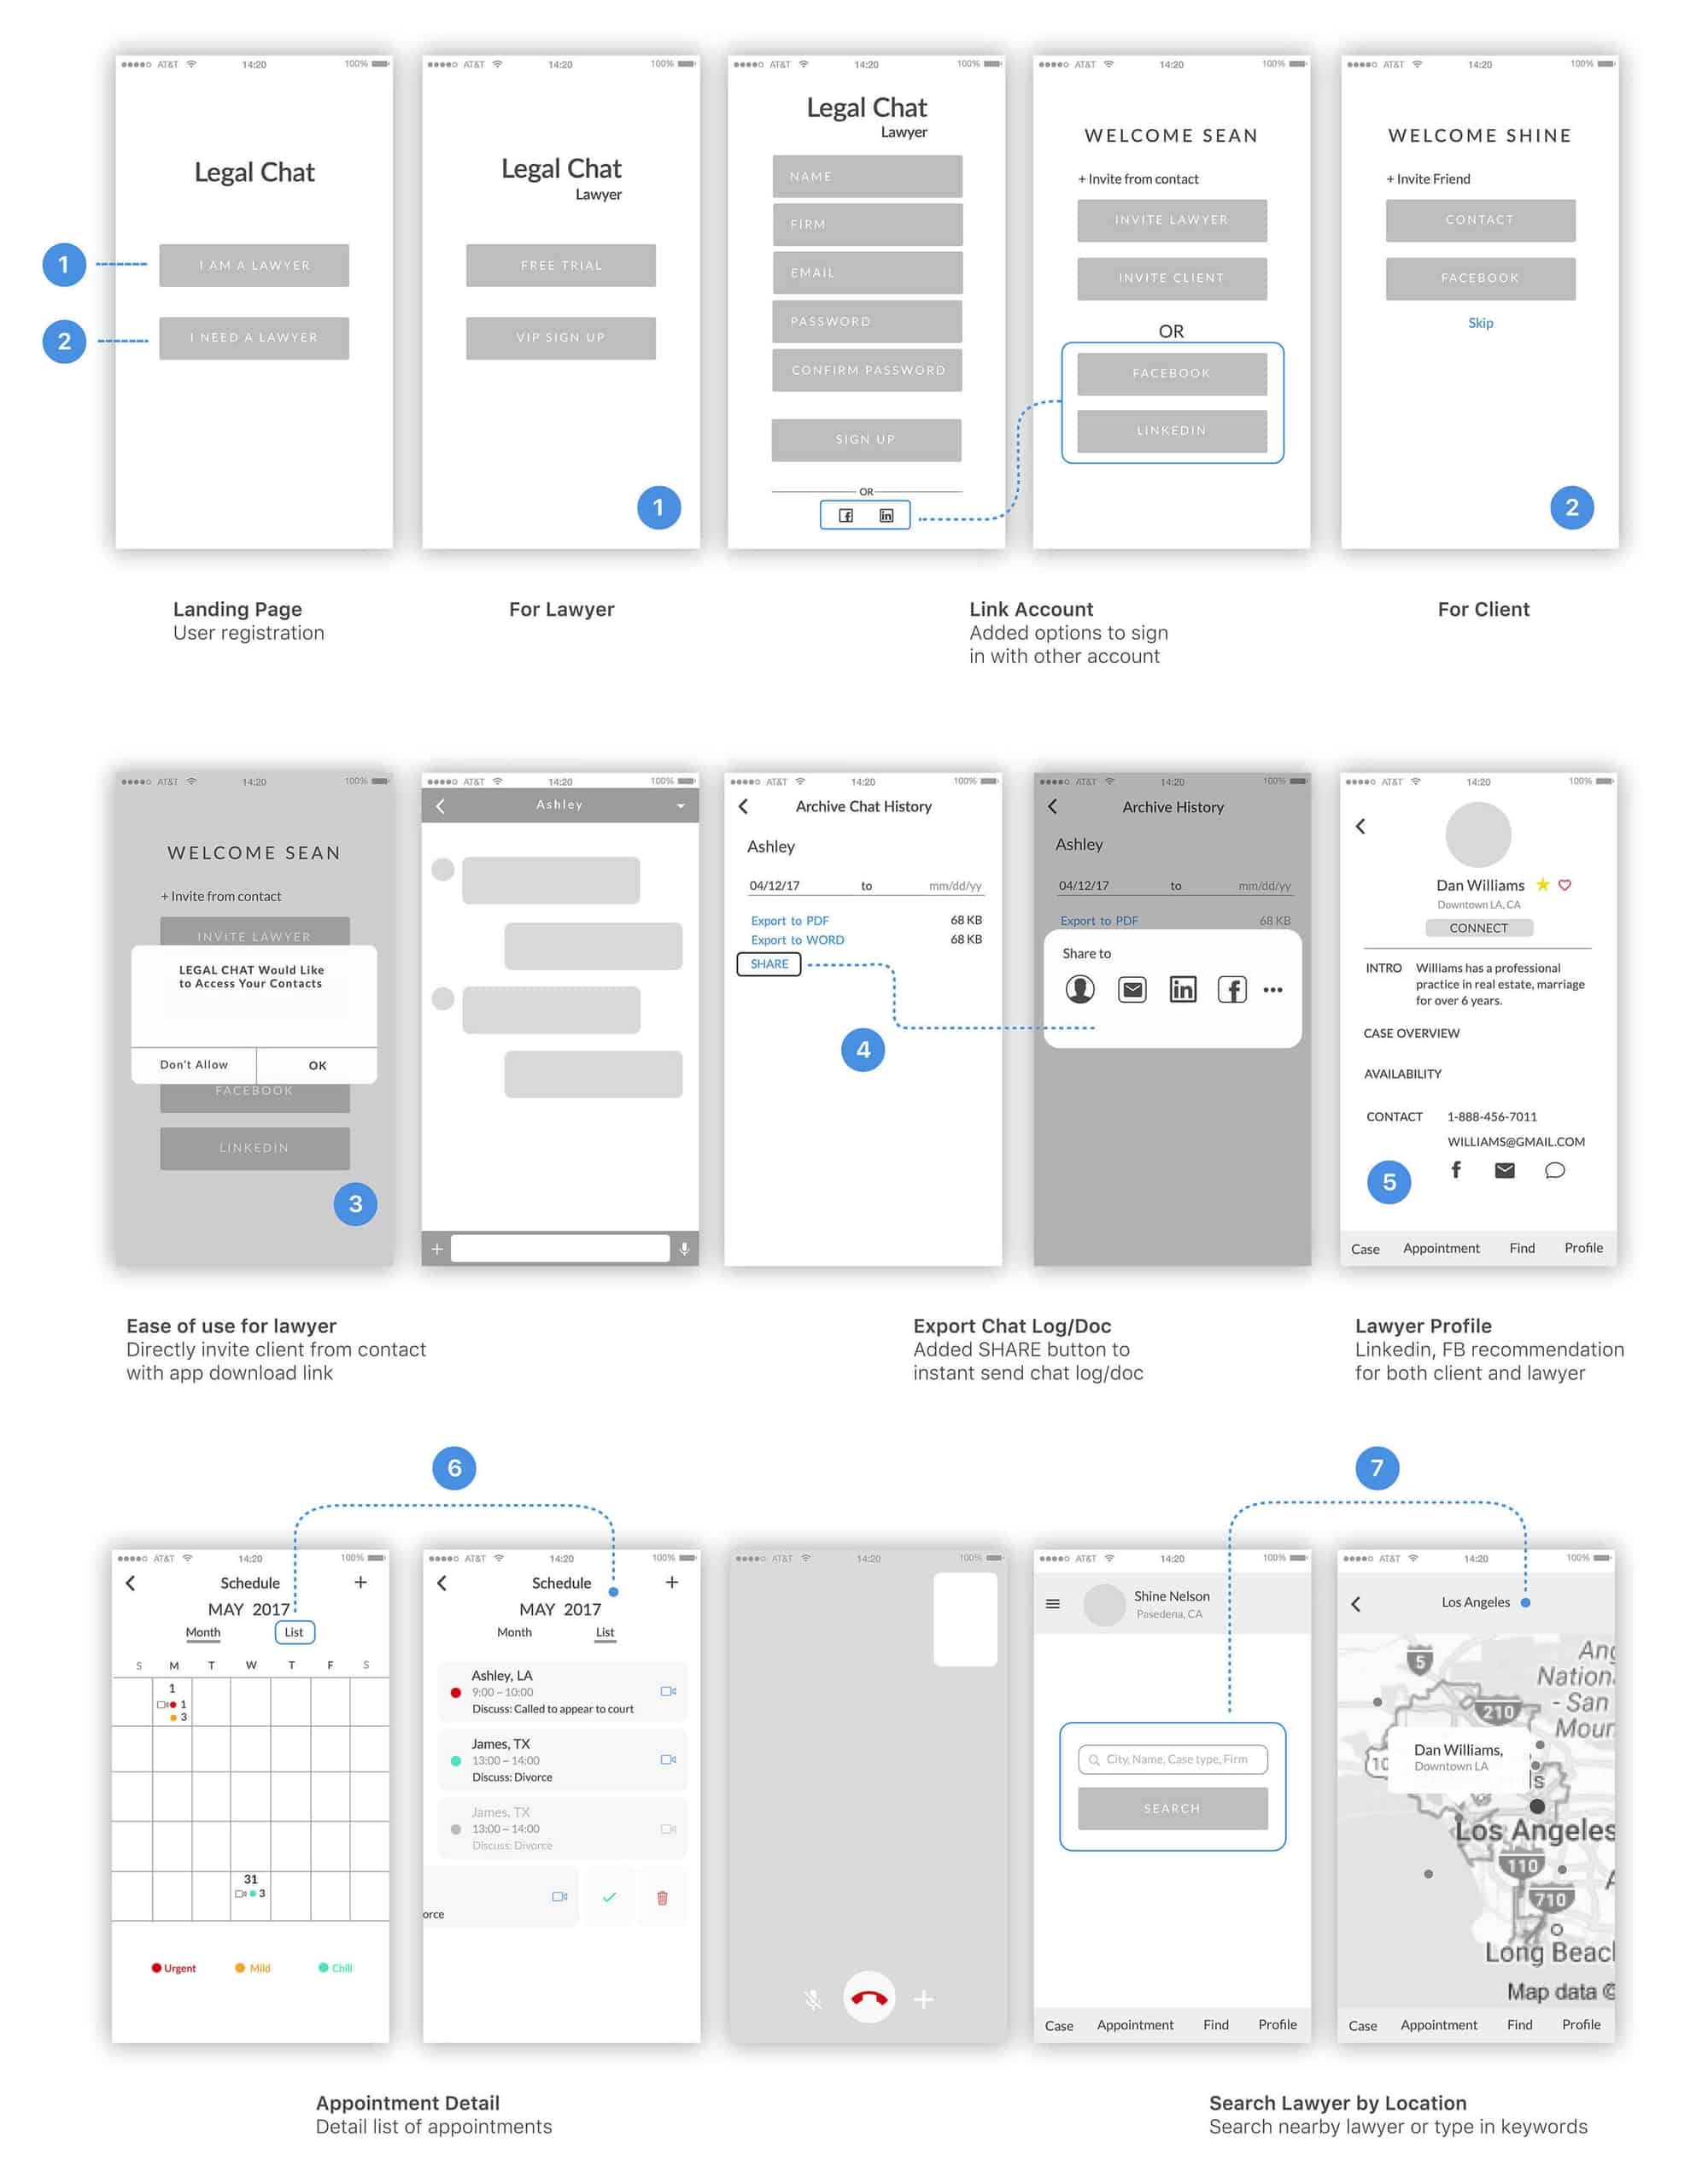 AT&T 14:20 100%
Legal Chat
I AM A LAWYER
I NEED A LAWYER
1
2
AT&T 14:20 100%
Legal Chat
Lawyer
FREE TRIAL
VIP SIGN UP
1
AT&T 14:20 100%
Legal Chat
Lawyer
NAME
FIRM
EMAIL
PASSWORD
CONFIRM PASSWORD
SIGN UP
OR
f in
AT&T 14:20 100%
WELCOME SEAN
+ Invite from contact
INVITE LAWYER
INVITE CLIENT
OR
FACEBOOK
LINKEDIN
AT&T 14:20 100%
WELCOME SHINE
+ Invite Friend
CONTACT
FACEBOOK
Skip
2
Landing Page
User registration
For Lawyer
Link Account
Added options to sign
in with other account
For Client
AT&T 14:20 100%
WELCOME SEAN
+ Invite from contact
INVITE LAWYER
LEGAL CHAT Would Like
to Access Your Contacts
Don't Allow OK
FACEBOOK
LINKEDIN
3
AT&T 14:20 100%
Ashley
+
AT&T 14:20 100%
Archive Chat History
Ashley
04/12/17 to mm/dd/yy
Export to PDF 68 KB
Export to WORD 68 KB
SHARE
4
AT&T 14:20 100%
Archive History
Ashley
04/12/17 to mm/dd/yy
Export to PDF 68 KB
Share to
in f
AT&T 14:20 100%
Dan Williams
Downtown LA, CA
CONNECT
INTRO Williams has a professional
practice in real estate, marriage
for over 6 years.
CASE OVERVIEW
AVAILABILITY
CONTACT 1-888-456-7011
WILLIAMS@GMAIL.COM
f
5
Case Appointment Find Profile
Ease of use for lawyer
Directly invite client from contact
with app download link
Export Chat Log/Doc
Added SHARE button to
instant send chat log/doc
Lawyer Profile
Linkedin, FB recommendation
for both client and lawyer
6
7
AT&T 14:20 100%
Schedule +
MAY 2017
Month List
S M T W T F S
1
1
3
31
3
Urgent Mild Chill
AT&T 14:20 100%
Schedule +
MAY 2017
Month List
Ashley, LA
9:00 – 10:00
Discuss: Called to appear to court
James, TX
13:00 – 14:00
Discuss: Divorce
James, TX
13:00 – 14:00
Discuss: Divorce
orce
AT&T 14:20 100%
AT&T 14:20 100%
Shine Nelson
Pasedena, CA
City, Name, Case type, Firm
SEARCH
Case Appointment Find Profile
AT&T 14:20 100%
Los Angeles
5
Ang
Nationa
- San
210
Moun
10
Dan Williams,
Downtown LA
ls
Los Angeles
110
A
710
Long Beach
Map data ©
Case Appointment Find Profile
Appointment Detail
Detail list of appointments
Search Lawyer by Location
Search nearby lawyer or type in keywords